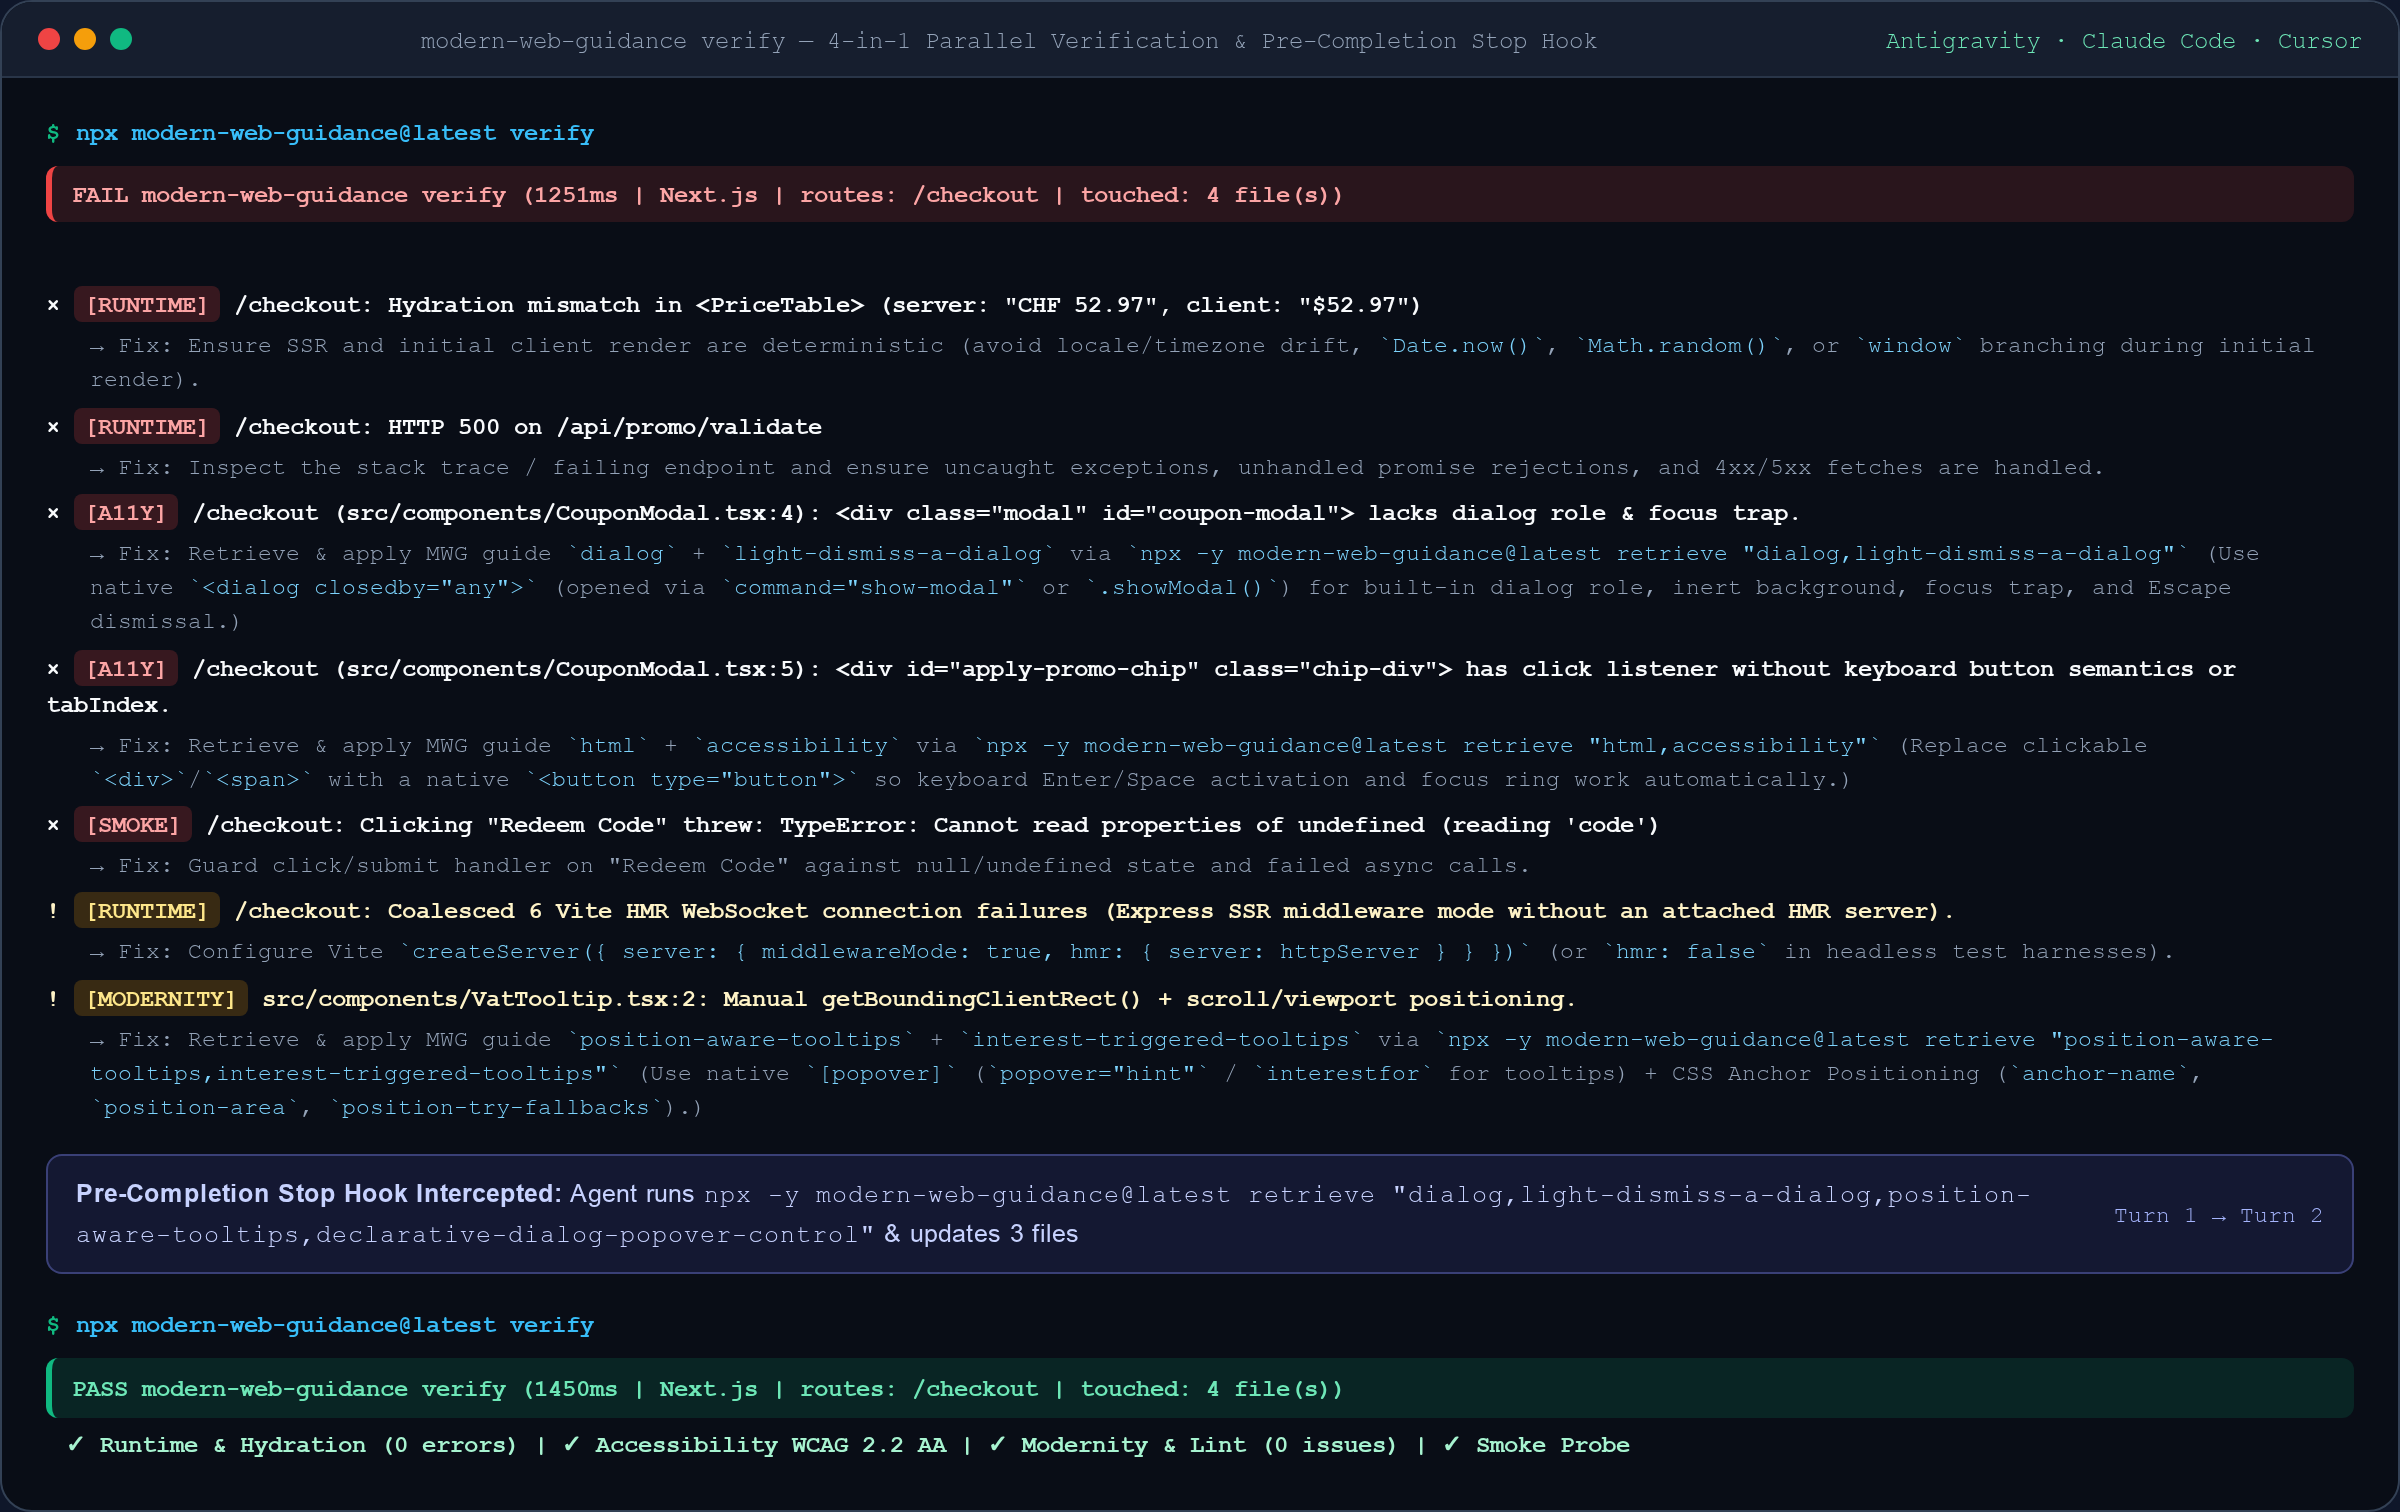 modern-web-guidance verify — 4-in-1 Parallel Verification & Pre-Completion Stop Hook
Antigravity · Claude Code · Cursor
$ npx modern-web-guidance@latest verify
FAIL modern-web-guidance verify (1251ms | Next.js | routes: /checkout | touched: 4 file(s))
× [RUNTIME] /checkout: Hydration mismatch in <PriceTable> (server: "CHF 52.97", client: "$52.97")
→ Fix: Ensure SSR and initial client render are deterministic (avoid locale/timezone drift, `Date.now()`, `Math.random()`, or `window` branching during initial
render).
× [RUNTIME] /checkout: HTTP 500 on /api/promo/validate
→ Fix: Inspect the stack trace / failing endpoint and ensure uncaught exceptions, unhandled promise rejections, and 4xx/5xx fetches are handled.
× [A11Y] /checkout (src/components/CouponModal.tsx:4): <div class="modal" id="coupon-modal"> lacks dialog role & focus trap.
→ Fix: Retrieve & apply MWG guide `dialog` + `light-dismiss-a-dialog` via `npx -y modern-web-guidance@latest retrieve "dialog,light-dismiss-a-dialog"` (Use
native `<dialog closedby="any">` (opened via `command="show-modal"` or `.showModal()`) for built-in dialog role, inert background, focus trap, and Escape
dismissal.)
× [A11Y] /checkout (src/components/CouponModal.tsx:5): <div id="apply-promo-chip" class="chip-div"> has click listener without keyboard button semantics or
tabIndex.
→ Fix: Retrieve & apply MWG guide `html` + `accessibility` via `npx -y modern-web-guidance@latest retrieve "html,accessibility"` (Replace clickable
`<div>`/`<span>` with a native `<button type="button">` so keyboard Enter/Space activation and focus ring work automatically.)
× [SMOKE] /checkout: Clicking "Redeem Code" threw: TypeError: Cannot read properties of undefined (reading 'code')
→ Fix: Guard click/submit handler on "Redeem Code" against null/undefined state and failed async calls.
! [RUNTIME] /checkout: Coalesced 6 Vite HMR WebSocket connection failures (Express SSR middleware mode without an attached HMR server).
→ Fix: Configure Vite `createServer({ server: { middlewareMode: true, hmr: { server: httpServer } } })` (or `hmr: false` in headless test harnesses).
! [MODERNITY] src/components/VatTooltip.tsx:2: Manual getBoundingClientRect() + scroll/viewport positioning.
→ Fix: Retrieve & apply MWG guide `position-aware-tooltips` + `interest-triggered-tooltips` via `npx -y modern-web-guidance@latest retrieve "position-aware-
tooltips,interest-triggered-tooltips"` (Use native `[popover]` (`popover="hint"` / `interestfor` for tooltips) + CSS Anchor Positioning (`anchor-name`,
`position-area`, `position-try-fallbacks`).)
Pre-Completion Stop Hook Intercepted: Agent runs npx -y modern-web-guidance@latest retrieve "dialog,light-dismiss-a-dialog,position-
aware-tooltips,declarative-dialog-popover-control" & updates 3 files
Turn 1 → Turn 2
$ npx modern-web-guidance@latest verify
PASS modern-web-guidance verify (1450ms | Next.js | routes: /checkout | touched: 4 file(s))
✓ Runtime & Hydration (0 errors) | ✓ Accessibility WCAG 2.2 AA | ✓ Modernity & Lint (0 issues) | ✓ Smoke Probe